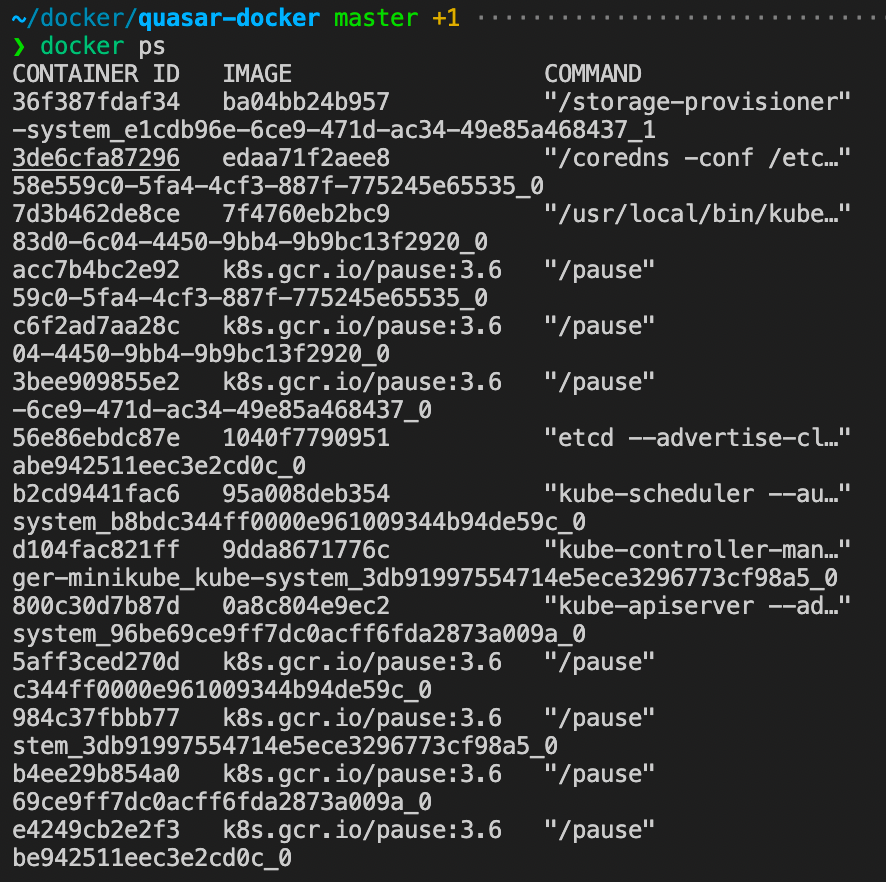 ~/docker/quasar-docker master +1
❯ docker ps
CONTAINER ID   IMAGE                  COMMAND
36f387fdaf34   ba04bb24b957           "/storage-provisioner"
-system_e1cdb96e-6ce9-471d-ac34-49e85a468437_1
3de6cfa87296   edaa71f2aee8           "/coredns -conf /etc…"
58e559c0-5fa4-4cf3-887f-775245e65535_0
7d3b462de8ce   7f4760eb2bc9           "/usr/local/bin/kube…"
83d0-6c04-4450-9bb4-9b9bc13f2920_0
acc7b4bc2e92   k8s.gcr.io/pause:3.6   "/pause"
59c0-5fa4-4cf3-887f-775245e65535_0
c6f2ad7aa28c   k8s.gcr.io/pause:3.6   "/pause"
04-4450-9bb4-9b9bc13f2920_0
3bee909855e2   k8s.gcr.io/pause:3.6   "/pause"
-6ce9-471d-ac34-49e85a468437_0
56e86ebdc87e   1040f7790951           "etcd --advertise-cl…"
abe942511eec3e2cd0c_0
b2cd9441fac6   95a008deb354           "kube-scheduler --au…"
system_b8bdc344ff0000e961009344b94de59c_0
d104fac821ff   9dda8671776c           "kube-controller-man…"
ger-minikube_kube-system_3db91997554714e5ece3296773cf98a5_0
800c30d7b87d   0a8c804e9ec2           "kube-apiserver --ad…"
system_96be69ce9ff7dc0acff6fda2873a009a_0
5aff3ced270d   k8s.gcr.io/pause:3.6   "/pause"
c344ff0000e961009344b94de59c_0
984c37fbbb77   k8s.gcr.io/pause:3.6   "/pause"
stem_3db91997554714e5ece3296773cf98a5_0
b4ee29b854a0   k8s.gcr.io/pause:3.6   "/pause"
69ce9ff7dc0acff6fda2873a009a_0
e4249cb2e2f3   k8s.gcr.io/pause:3.6   "/pause"
be942511eec3e2cd0c_0